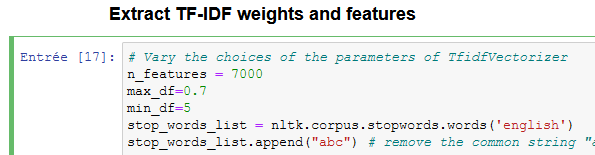 Extract TF-IDF weights and features
Entrée [17]: # Vary the choices of the parameters of TfidfVectorizer
n_features = 7000
max_df=0.7
min_df=5
stop_words_list = nltk.corpus.stopwords.words('english')
stop_words_list.append("abc") # remove the common string "a